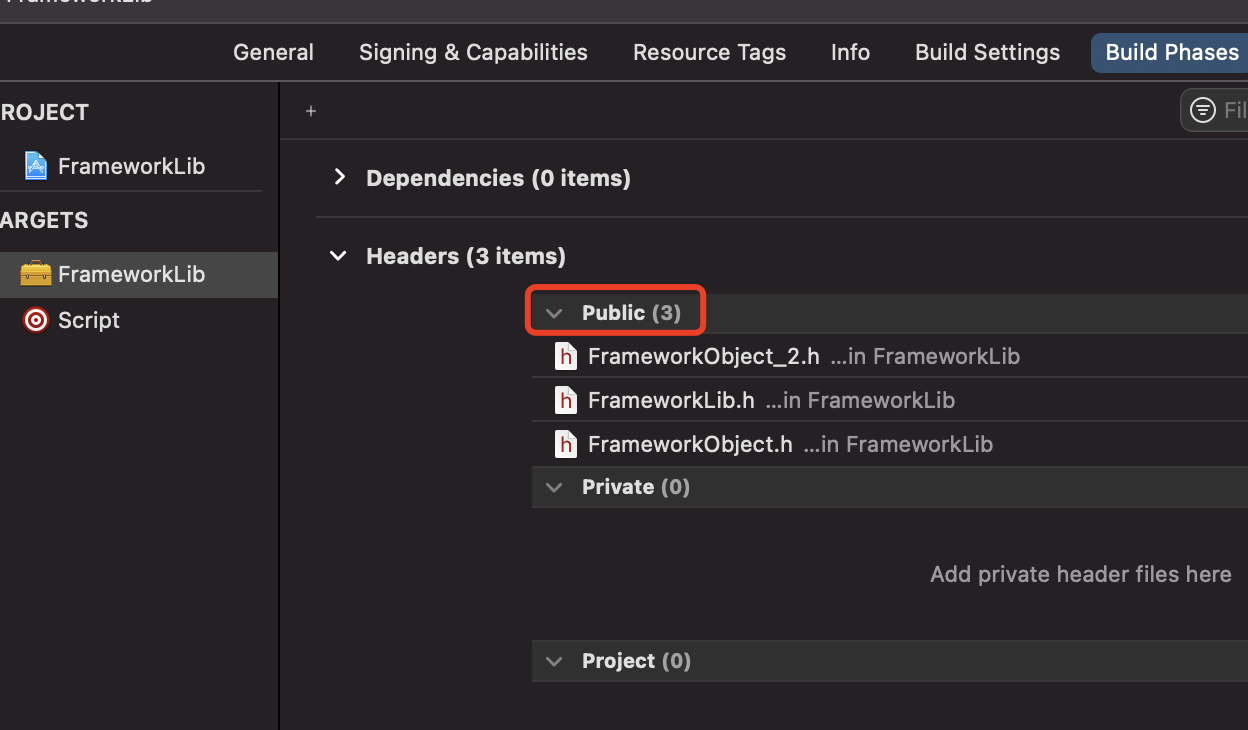 General Signing & Capabilities Resource Tags Info Build Settings Build Phases
ROJECT
+
Fil
FrameworkLib
Dependencies (0 items)
ARGETS
Headers (3 items)
FrameworkLib
Public (3)
Script
FrameworkObject_2.h ...in FrameworkLib
FrameworkLib.h ...in FrameworkLib
FrameworkObject.h ...in FrameworkLib
Private (0)
Add private header files here
Project (0)